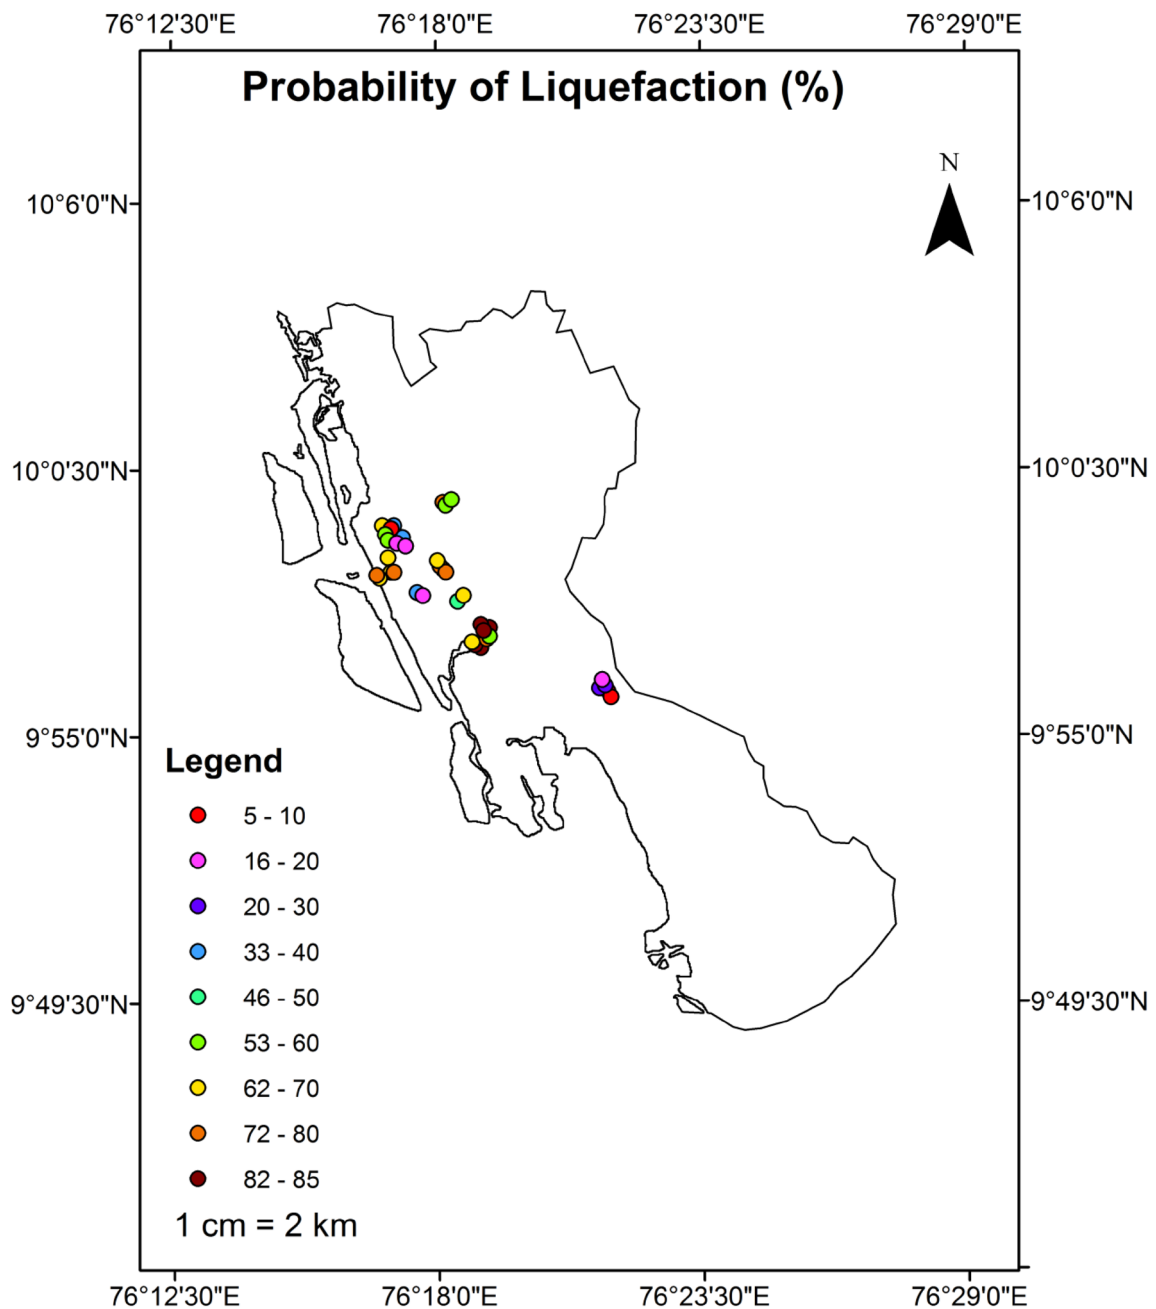 76°12'30"E 76°18'0"E 76°23'30"E 76°29'0"E
Probability of Liquefaction (%)
N
10°6'0"N 10°6'0"N
10°0'30"N 10°0'30"N
9°55'0"N 9°55'0"N
Legend
5 - 10
16 - 20
20 - 30
33 - 40
9°49'30"N 9°49'30"N
46 - 50
53 - 60
62 - 70
72 - 80
82 - 85
1 cm = 2 km
76°12'30"E 76°18'0"E 76°23'30"E 76°29'0"E